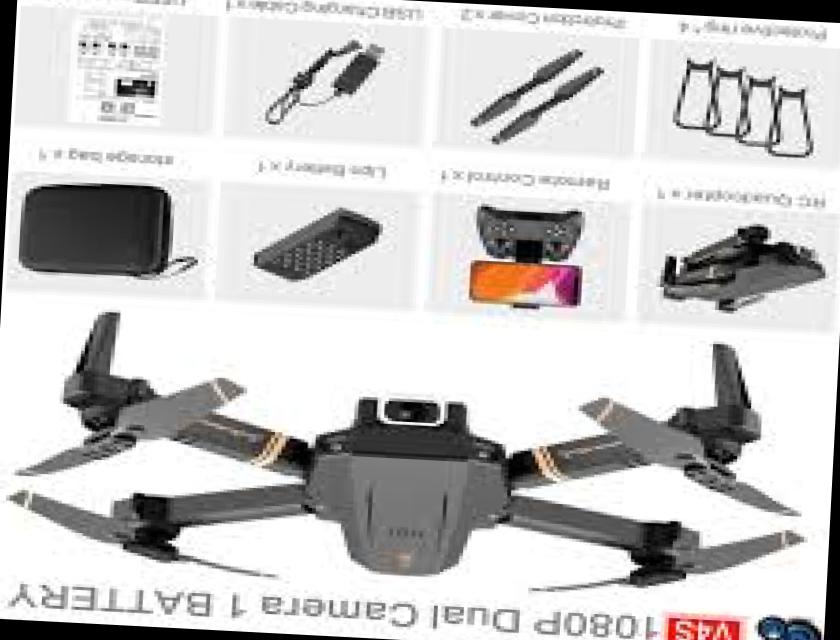 V4S 1080P Dual Camera 1 BATTERY
RC Quadcopter x 1
Remote Control x 1
Lipo Battery x 1
storage bag x 1
Protective ring * 4
Cover x 2
USB Charging Cable x 1